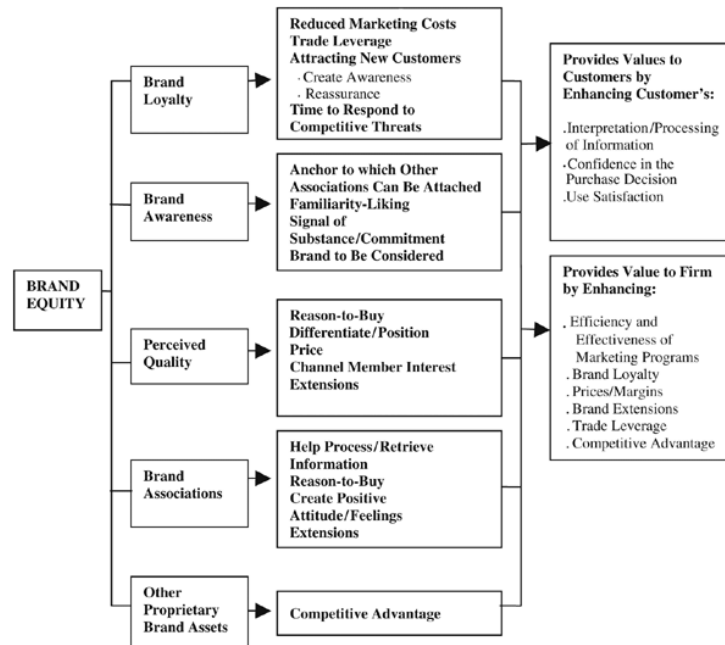 BRAND
EQUITY
Brand
Loyalty
Reduced Marketing Costs
Trade Leverage
Attracting New Customers
· Create Awareness
· Reassurance
Time to Respond to
Competitive Threats
Brand
Awareness
Anchor to which Other
Associations Can Be Attached
Familiarity-Liking
Signal of
Substance/Commitment
Brand to Be Considered
Perceived
Quality
Reason-to-Buy
Differentiate/Position
Price
Channel Member Interest
Extensions
Brand
Associations
Help Process/Retrieve
Information
Reason-to-Buy
Create Positive
Attitude/Feelings
Extensions
Other
Proprietary
Brand Assets
Competitive Advantage
Provides Values to
Customers by
Enhancing Customer's:
.Interpretation/Processing
of Information
.Confidence in the
Purchase Decision
.Use Satisfaction
Provides Value to Firm
by Enhancing:
. Efficiency and
Effectiveness of
Marketing Programs
. Brand Loyalty
. Prices/Margins
. Brand Extensions
. Trade Leverage
. Competitive Advantage